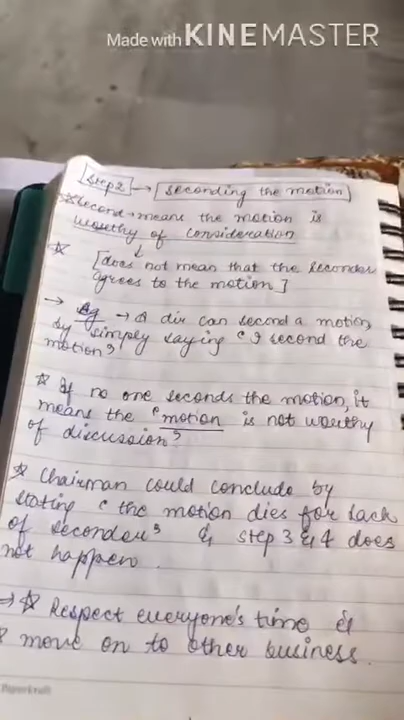 Made with KINEMASTER
Step2 → [seconding the motion]
☆ Second → means the motion is
worthy of consideration
↓
☆ [does not mean that the seconder
agrees to the motion]
→ Eg → A dir can second a motion
by simply saying "I second the
motion"
☆ If no one seconds the motion, it
means the "motion is not worthy
of discussion"
☆ Chairman could conclude by
stating "the motion dies for lack
of seconder" & step 3 & 4 does
not happen.
→ ☆ Respect everyone's time &
move on to other business.